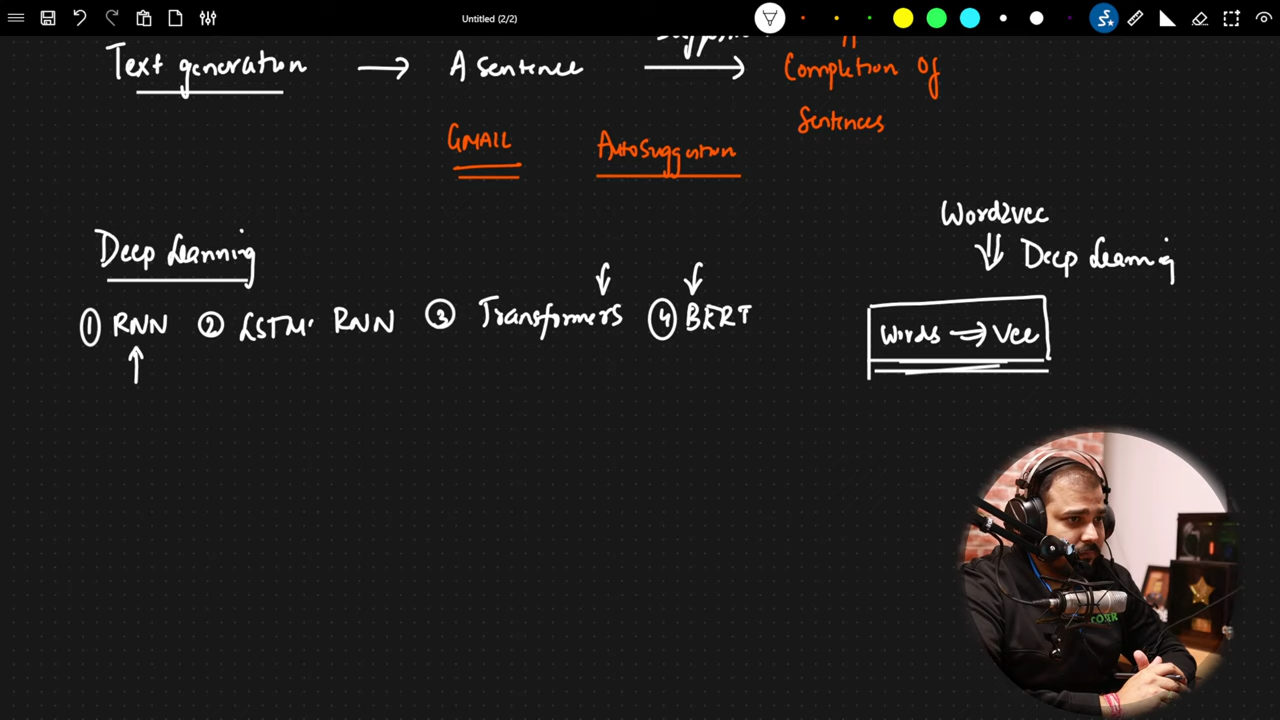 Untitled (2/2)
Text generation → A sentence → Completion Of
Sentences
GMAIL AutoSuggestion
Word2vec
⇓ Deep Learning
Deep Learning
① RNN ② LSTM RNN ③ Transformers ④ BERT
Words ⇒ Vec